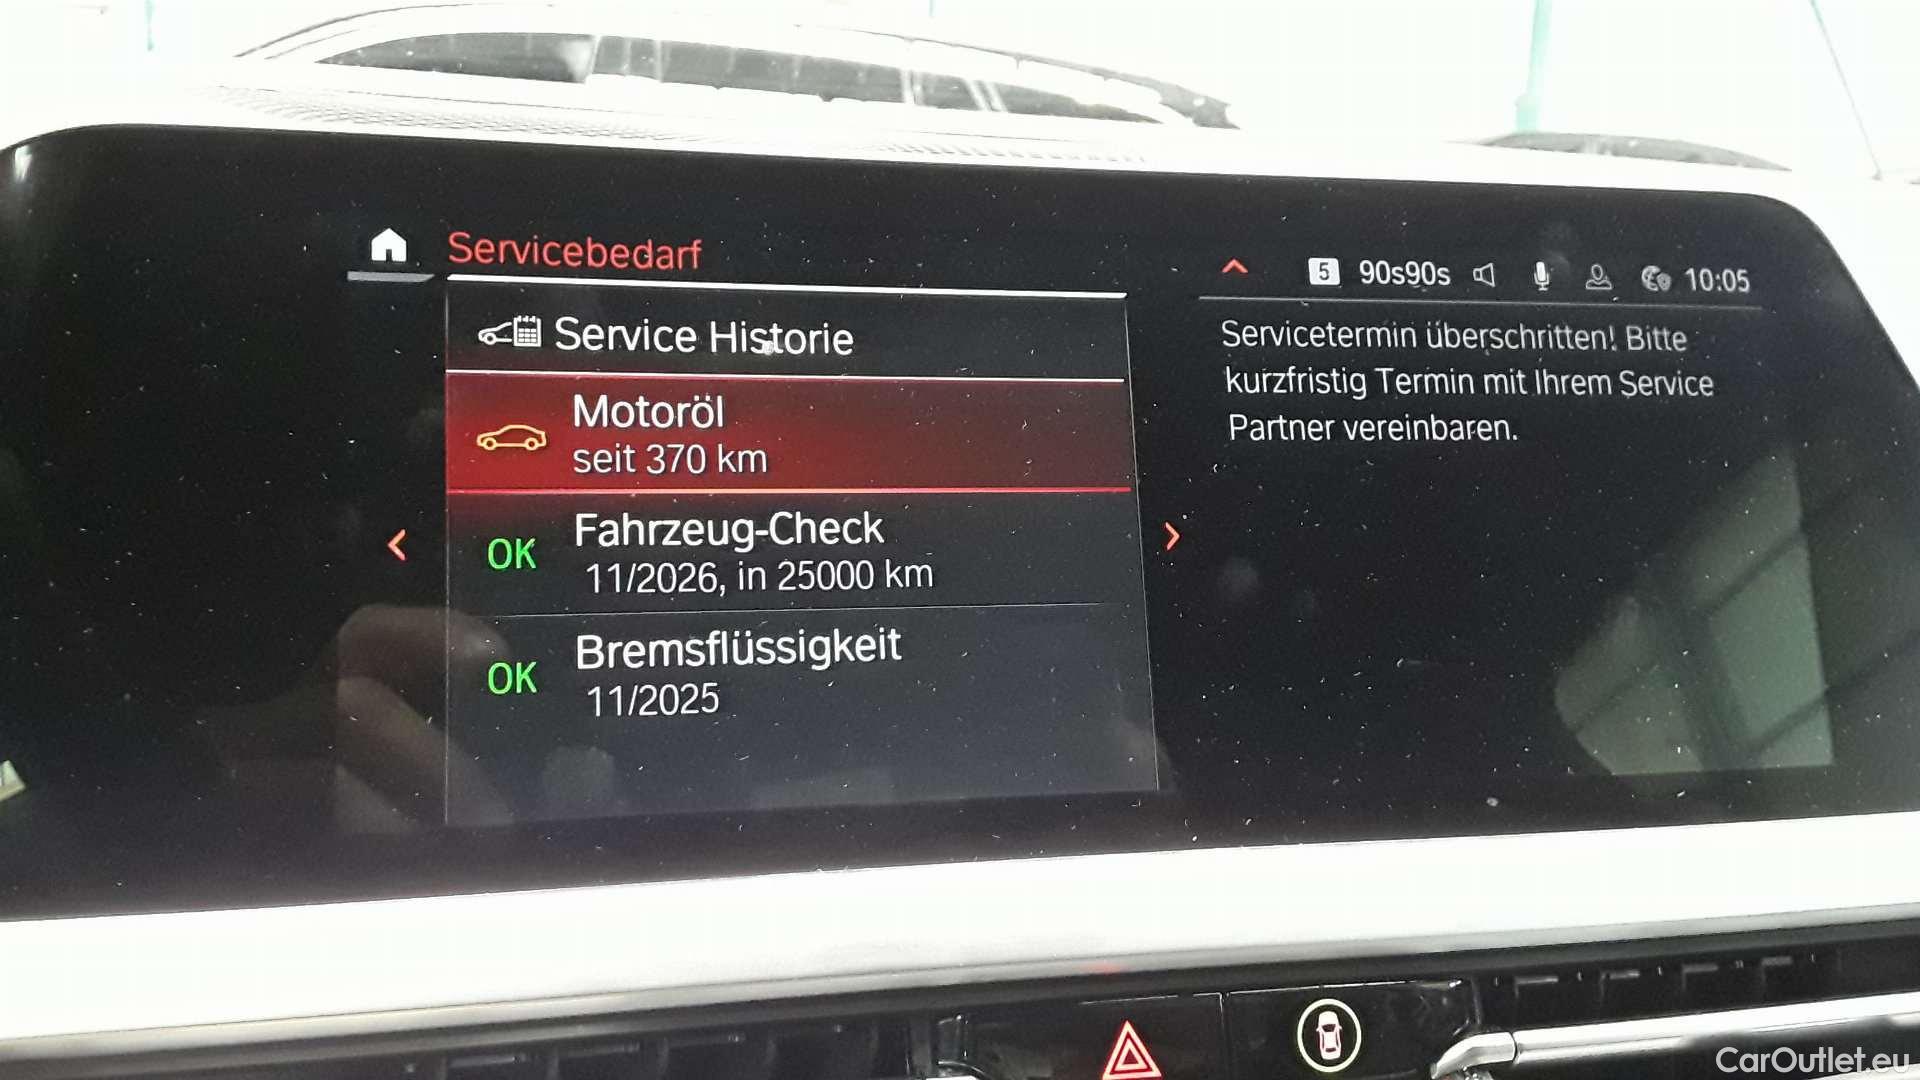 Servicebedarf
5 90s90s 10:05
Service Historie
Motoröl
seit 370 km
Fahrzeug-Check
OK
11/2026, in 25000 km
Bremsflüssigkeit
OK
11/2025
Servicetermin überschritten! Bitte
kurzfristig Termin mit Ihrem Service
Partner vereinbaren.
CarOutlet.eu